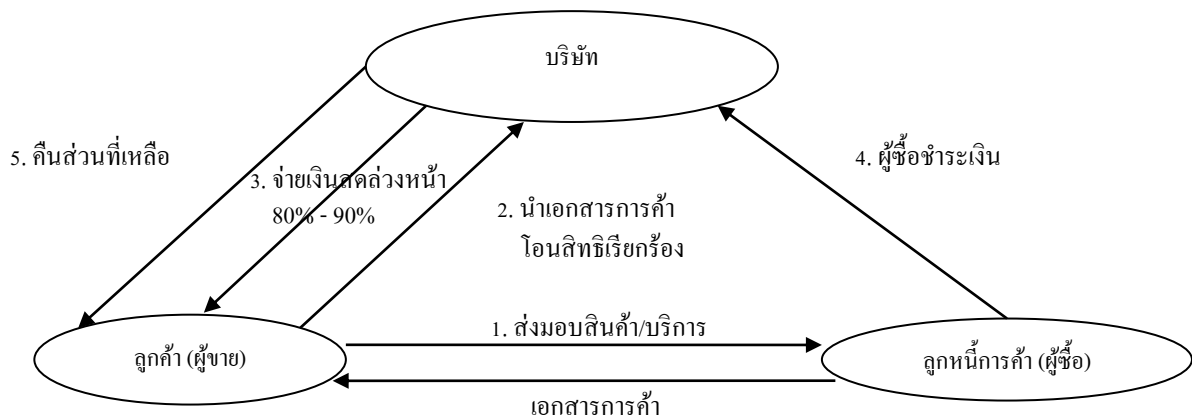 บริษัท
5. คืนส่วนที่เหลือ
3. จ่ายเงินสดล่วงหน้า
80% - 90%
4. ผู้ซื้อชำระเงิน
2. นำเอกสารการค้า
โอนสิทธิเรียกร้อง
1. ส่งมอบสินค้า/บริการ
ลูกค้า (ผู้ขาย)
ลูกหนี้การค้า (ผู้ซื้อ)
เอกสารการค้า